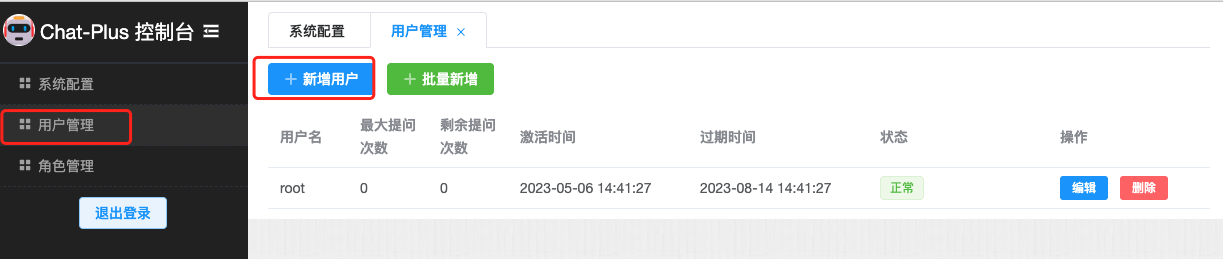 Chat-Plus 控制台
系统配置
用户管理
角色管理
退出登录
系统配置
用户管理 ×
+ 新增用户
+ 批量新增
用户名
最大提问
次数
剩余提问
次数
激活时间
过期时间
状态
操作
root
0
0
2023-05-06 14:41:27
2023-08-14 14:41:27
正常
编辑
删除